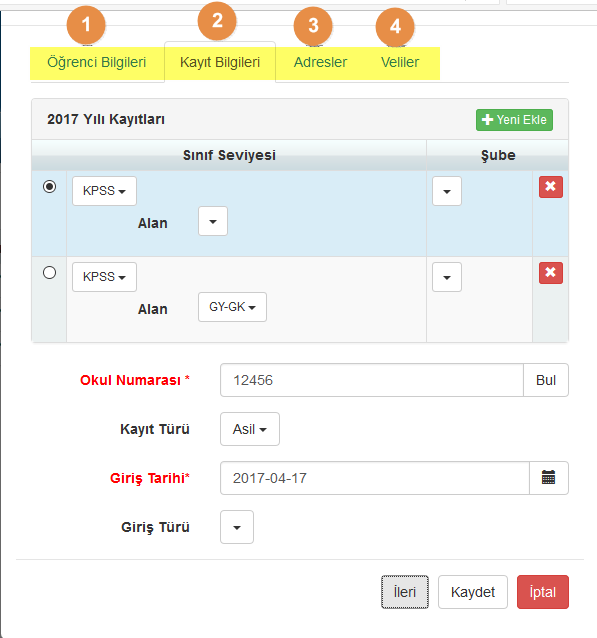 1 2 3 4
Öğrenci Bilgileri Kayıt Bilgileri Adresler Veliler
2017 Yılı Kayıtları Yeni Ekle
Sınıf Seviyesi Şube
KPSS
Alan
KPSS
Alan GY-GK
Okul Numarası * 12456 Bul
Kayıt Türü Asil
Giriş Tarihi* 2017-04-17
Giriş Türü
İleri Kaydet İptal